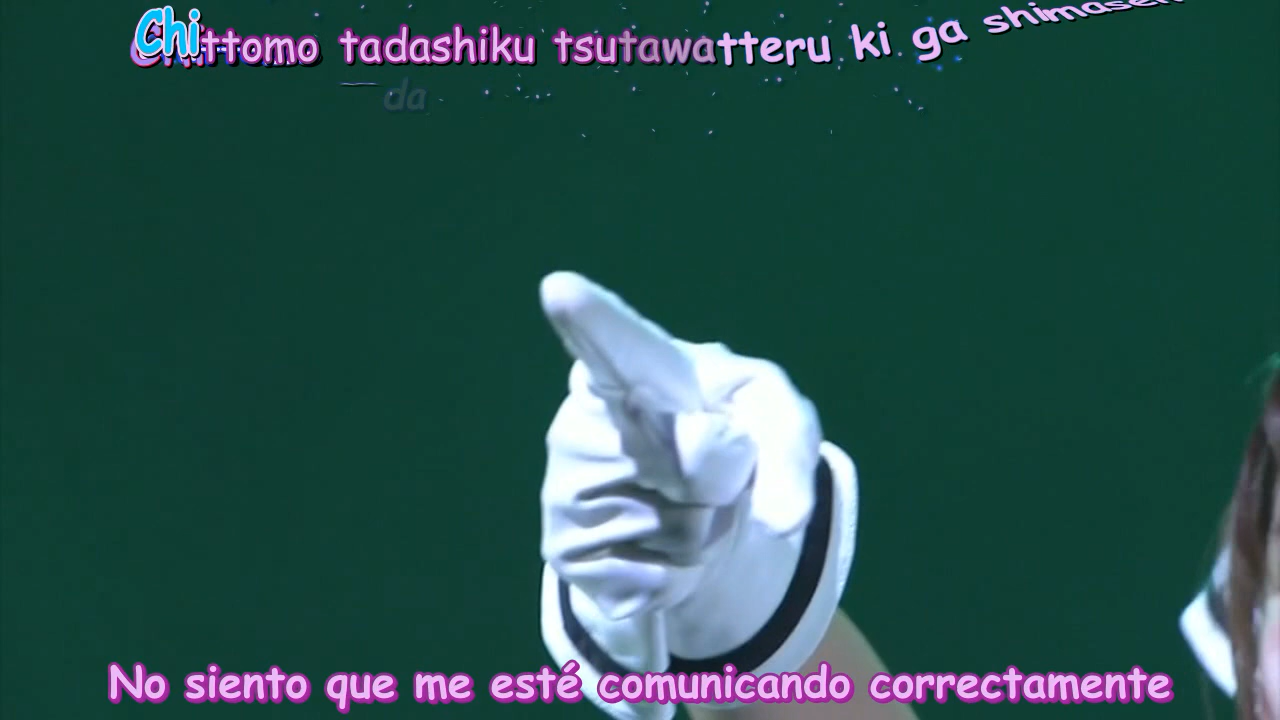 Chittomo tadashiku tsutawatteru ki ga shimasen
da
No siento que me esté comunicando correctamente